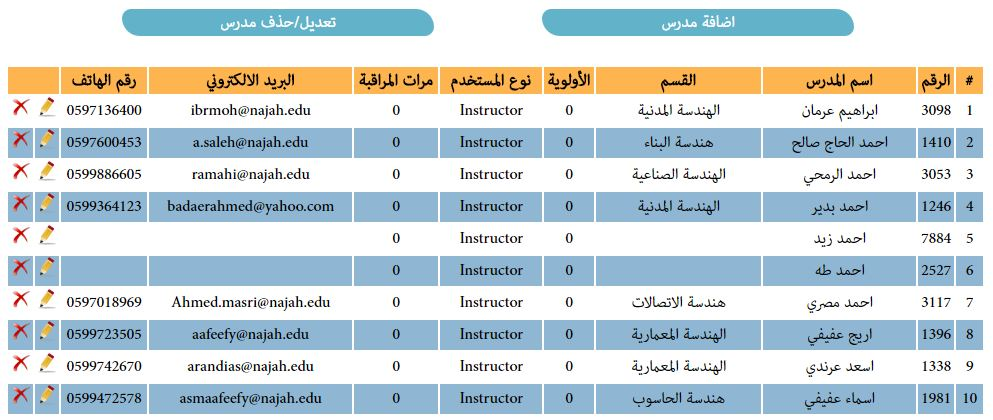 اضافة مدرس
تعديل/حذف مدرس
# الرقم اسم المدرس القسم الأولوية نوع المستخدم مرات المراقبة البريد الالكتروني رقم الهاتف
1 3098 ابراهيم عرمان الهندسة المدنية 0 Instructor 0 ibrmoh@najah.edu 0597136400
2 1410 احمد الحاج صالح هندسة البناء 0 Instructor 0 a.saleh@najah.edu 0597600453
3 3053 احمد الرمحي الهندسة الصناعية 0 Instructor 0 ramahi@najah.edu 0599886605
4 1246 احمد بدير الهندسة المدنية 0 Instructor 0 badaerahmed@yahoo.com 0599364123
5 7884 احمد زيد 0 Instructor 0
6 2527 احمد طه 0 Instructor 0
7 3117 احمد مصري هندسة الاتصالات 0 Instructor 0 Ahmed.masri@najah.edu 0597018969
8 1396 اريج عفيفي الهندسة المعمارية 0 Instructor 0 aafeefy@najah.edu 0599723505
9 1338 اسعد عرندي الهندسة المعمارية 0 Instructor 0 arandias@najah.edu 0599742670
10 1981 اسماء عفيفي هندسة الحاسوب 0 Instructor 0 asmaafeefy@najah.edu 0599472578